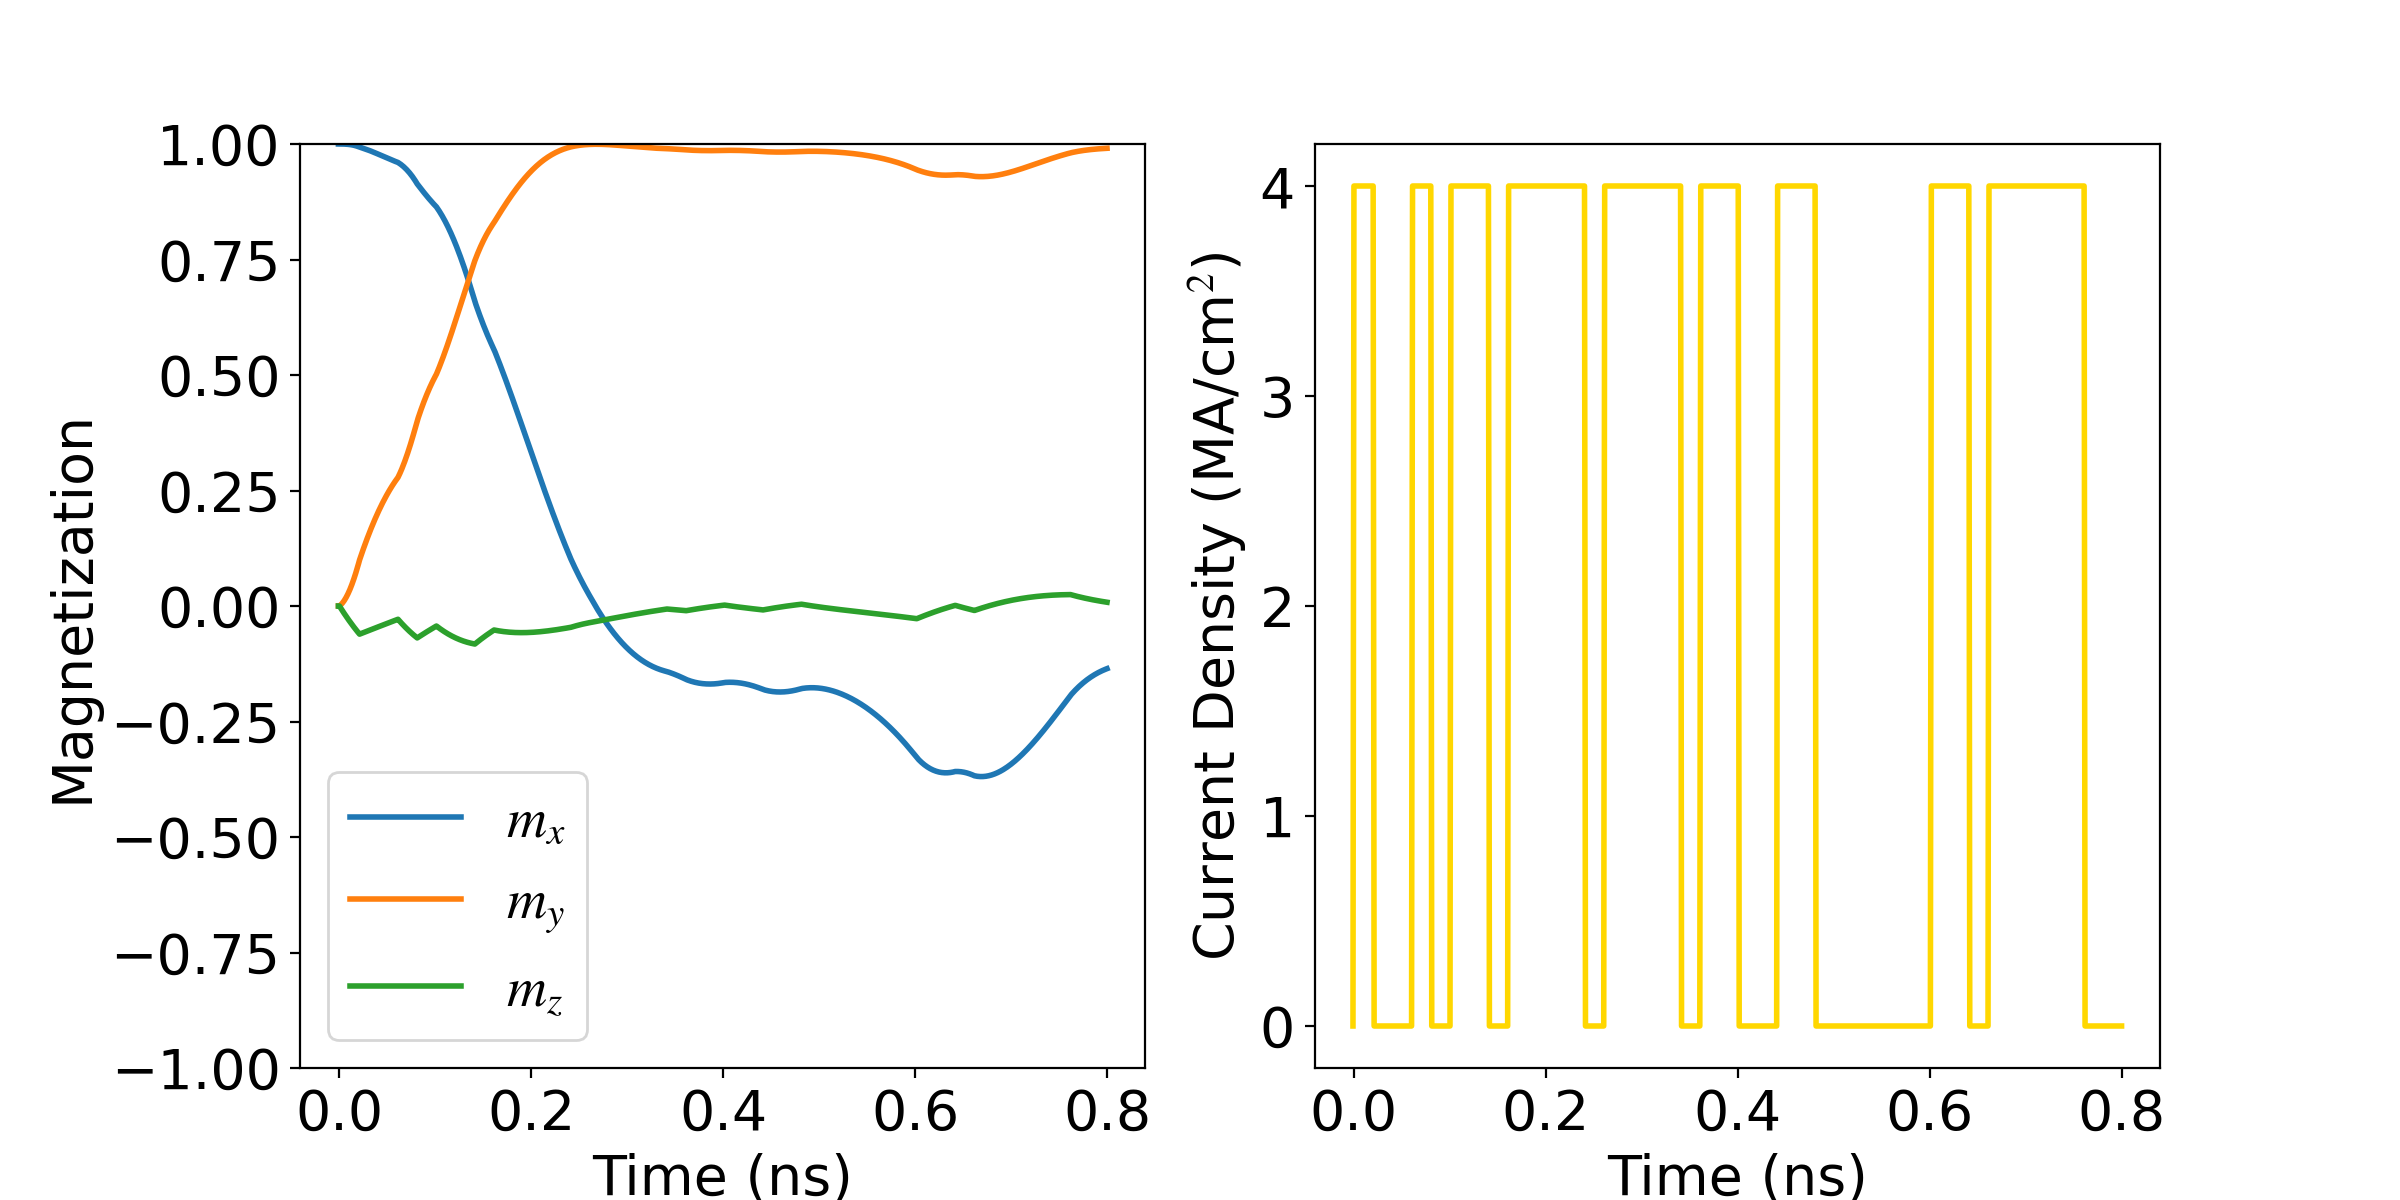 Magnetization
1.00
0.75
0.50
0.25
0.00
−0.25
−0.50
−0.75
−1.00
0.0 0.2 0.4 0.6 0.8
Time (ns)
m_x
m_y
m_z
Current Density (MA/cm²)
4
3
2
1
0
0.0 0.2 0.4 0.6 0.8
Time (ns)